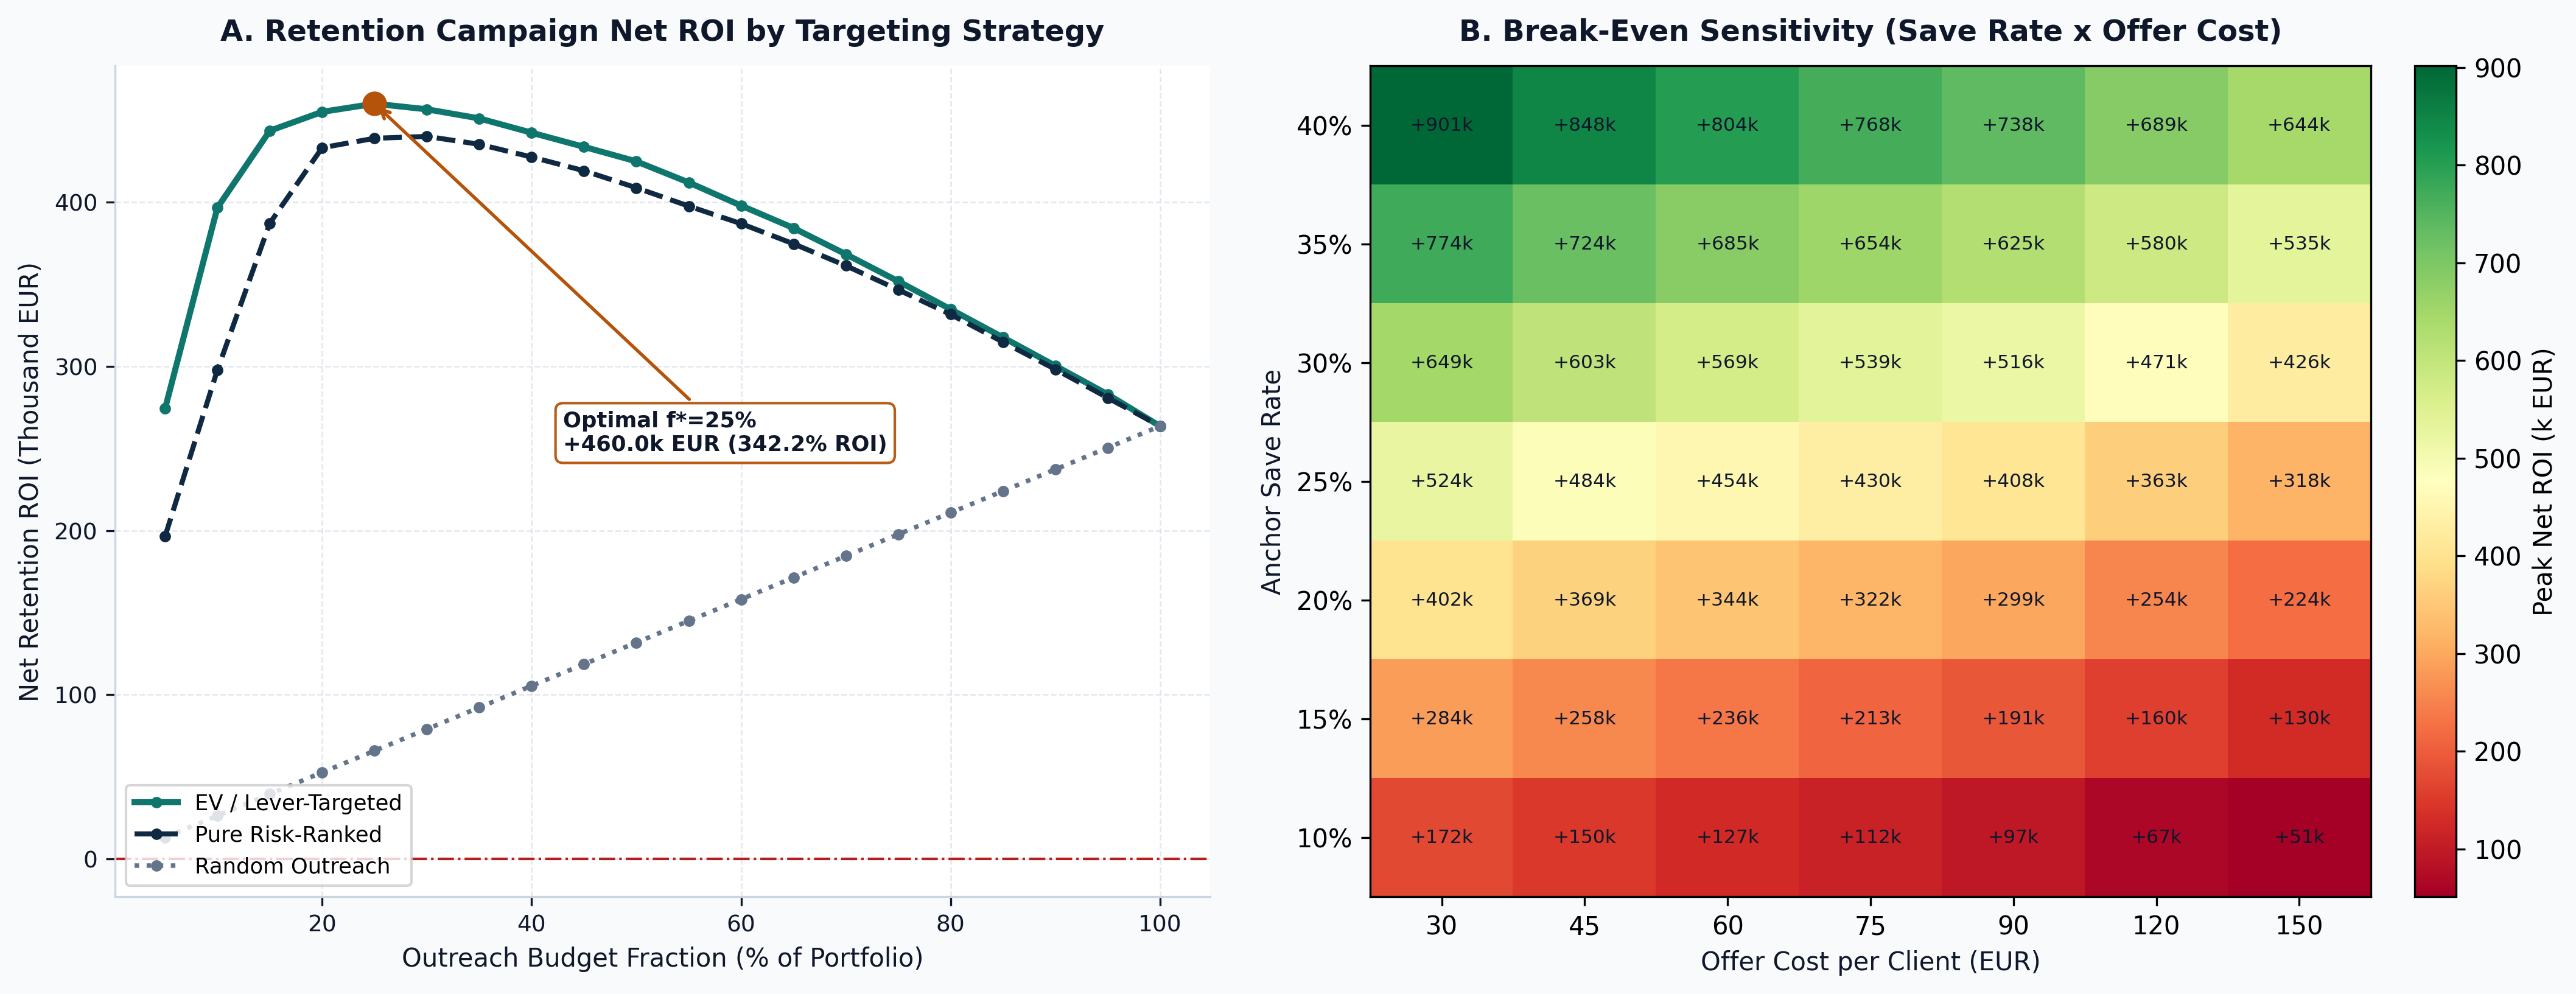 A. Retention Campaign Net ROI by Targeting Strategy
Net Retention ROI (Thousand EUR)
400
300
200
100
0
Optimal f*=25%
+460.0k EUR (342.2% ROI)
EV / Lever-Targeted
Pure Risk-Ranked
Random Outreach
20 40 60 80 100
Outreach Budget Fraction (% of Portfolio)
B. Break-Even Sensitivity (Save Rate x Offer Cost)
Anchor Save Rate
40% +901k +848k +804k +768k +738k +689k +644k
35% +774k +724k +685k +654k +625k +580k +535k
30% +649k +603k +569k +539k +516k +471k +426k
25% +524k +484k +454k +430k +408k +363k +318k
20% +402k +369k +344k +322k +299k +254k +224k
15% +284k +258k +236k +213k +191k +160k +130k
10% +172k +150k +127k +112k +97k +67k +51k
30 45 60 75 90 120 150
Offer Cost per Client (EUR)
900
800
700
600
500
400
300
200
100
Peak Net ROI (k EUR)